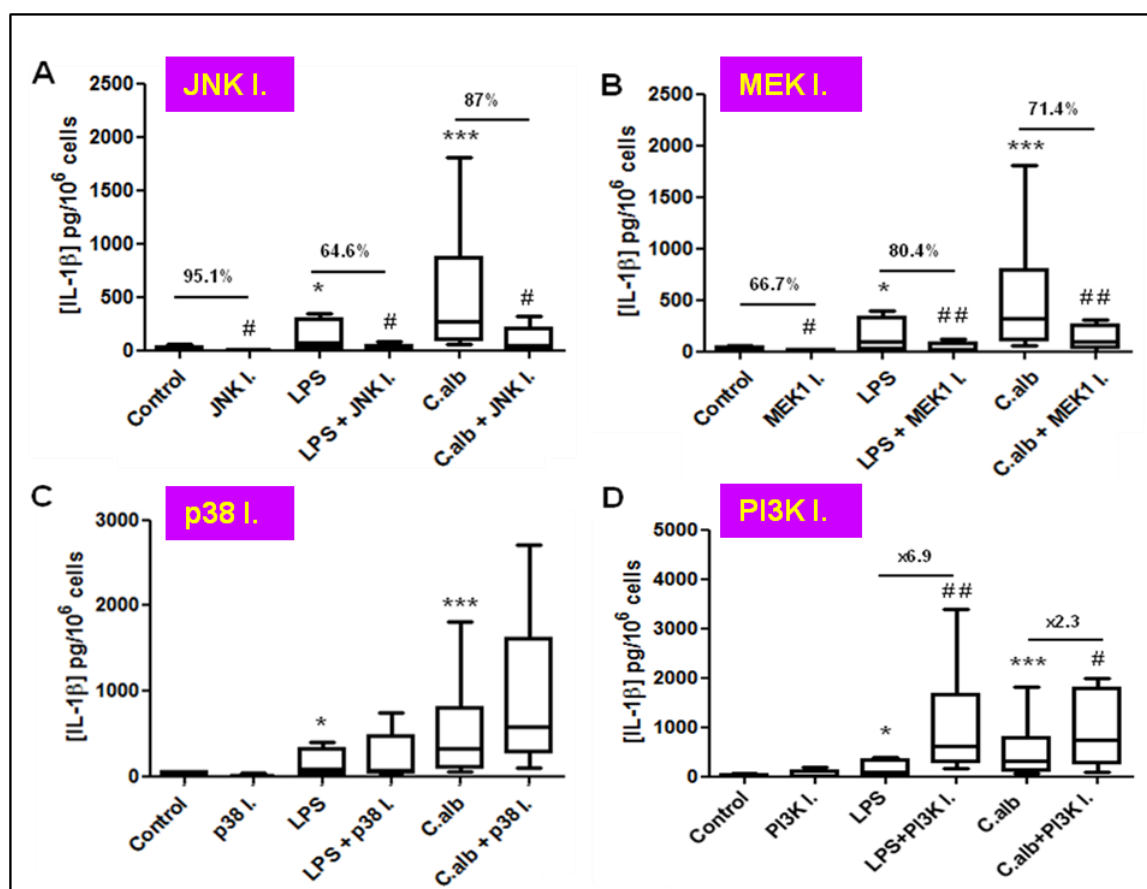 A
JNK I.
[IL-1β] pg/10⁶ cells
2500
2000
1500
1000
500
0
95.1%
64.6%
87%
#
*
#
***
#
Control
JNK I.
LPS
LPS + JNK I.
C.alb
C.alb + JNK I.
B
MEK I.
[IL-1β] pg/10⁶ cells
2500
2000
1500
1000
500
0
66.7%
80.4%
71.4%
#
*
##
***
##
Control
MEK1 I.
LPS
LPS + MEK1 I.
C.alb
C.alb + MEK1 I.
C
p38 I.
[IL-1β] pg/10⁶ cells
3000
2000
1000
0
*
***
Control
p38 I.
LPS
LPS + p38 I.
C.alb
C.alb + p38 I.
D
PI3K I.
[IL-1β] pg/10⁶ cells
5000
4000
3000
2000
1000
0
x6.9
x2.3
*
##
***
#
Control
PI3K I.
LPS
LPS+PI3K I.
C.alb
C.alb+PI3K I.